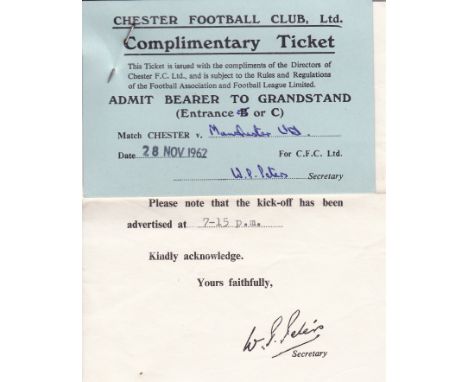 CHESTER FOOTBALL CLUB, Ltd.
Complimentary Ticket
This Ticket is issued with the compliments of the Directors of
Chester F.C. Ltd., and is subject to the Rules and Regulations
of the Football Association and Football League Limited.
ADMIT BEARER TO GRANDSTAND
(Entrance B or C)
Match CHESTER v. Manchester Utd
Date 28 NOV 1962 For C.F.C. Ltd.
W. P. Peters Secretary
Please note that the kick-off has been
advertised at 7-15 p.m.
Kindly acknowledge.
Yours faithfully,
W. P. Peters
Secretary